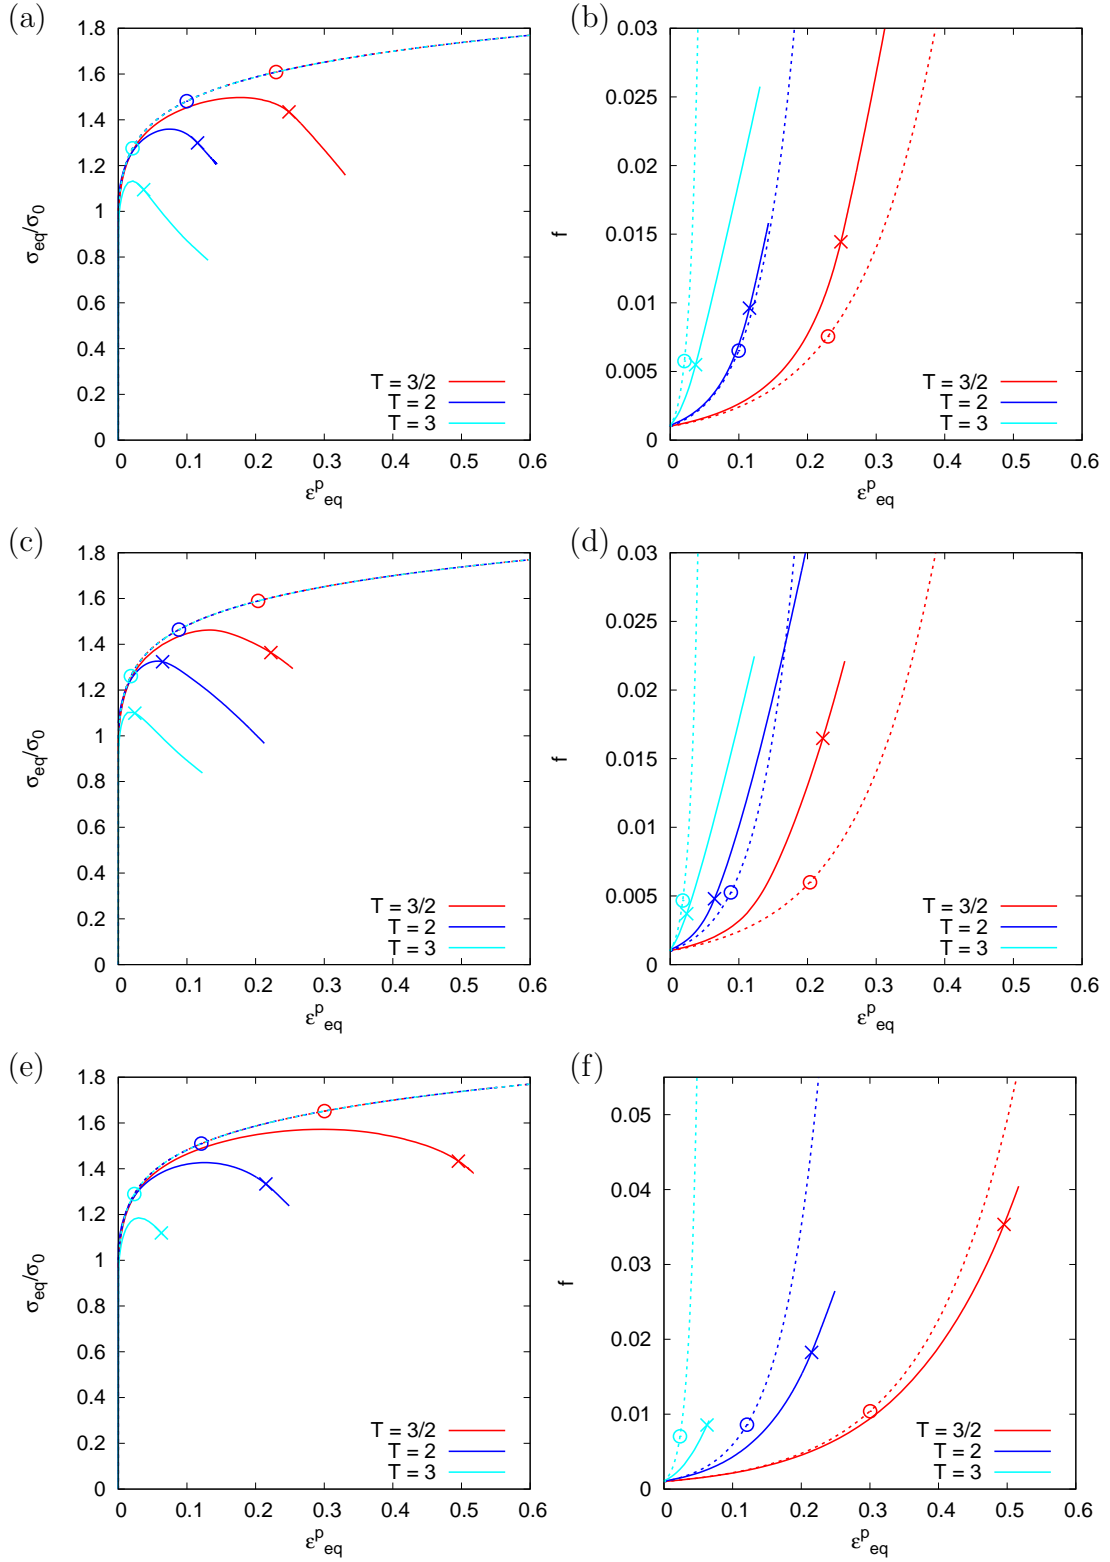 (a)
1.8
1.6
1.4
1.2
1
0.8
0.6
0.4
0.2
0
σeq/σ0
0 0.1 0.2 0.3 0.4 0.5 0.6
ε^p_eq
T = 3/2
T = 2
T = 3
(b)
0.03
0.025
0.02
0.015
0.01
0.005
0
f
0 0.1 0.2 0.3 0.4 0.5 0.6
ε^p_eq
T = 3/2
T = 2
T = 3
(c)
1.8
1.6
1.4
1.2
1
0.8
0.6
0.4
0.2
0
σeq/σ0
0 0.1 0.2 0.3 0.4 0.5 0.6
ε^p_eq
T = 3/2
T = 2
T = 3
(d)
0.03
0.025
0.02
0.015
0.01
0.005
0
f
0 0.1 0.2 0.3 0.4 0.5 0.6
ε^p_eq
T = 3/2
T = 2
T = 3
(e)
1.8
1.6
1.4
1.2
1
0.8
0.6
0.4
0.2
0
σeq/σ0
0 0.1 0.2 0.3 0.4 0.5 0.6
ε^p_eq
T = 3/2
T = 2
T = 3
(f)
0.05
0.04
0.03
0.02
0.01
0
f
0 0.1 0.2 0.3 0.4 0.5 0.6
ε^p_eq
T = 3/2
T = 2
T = 3